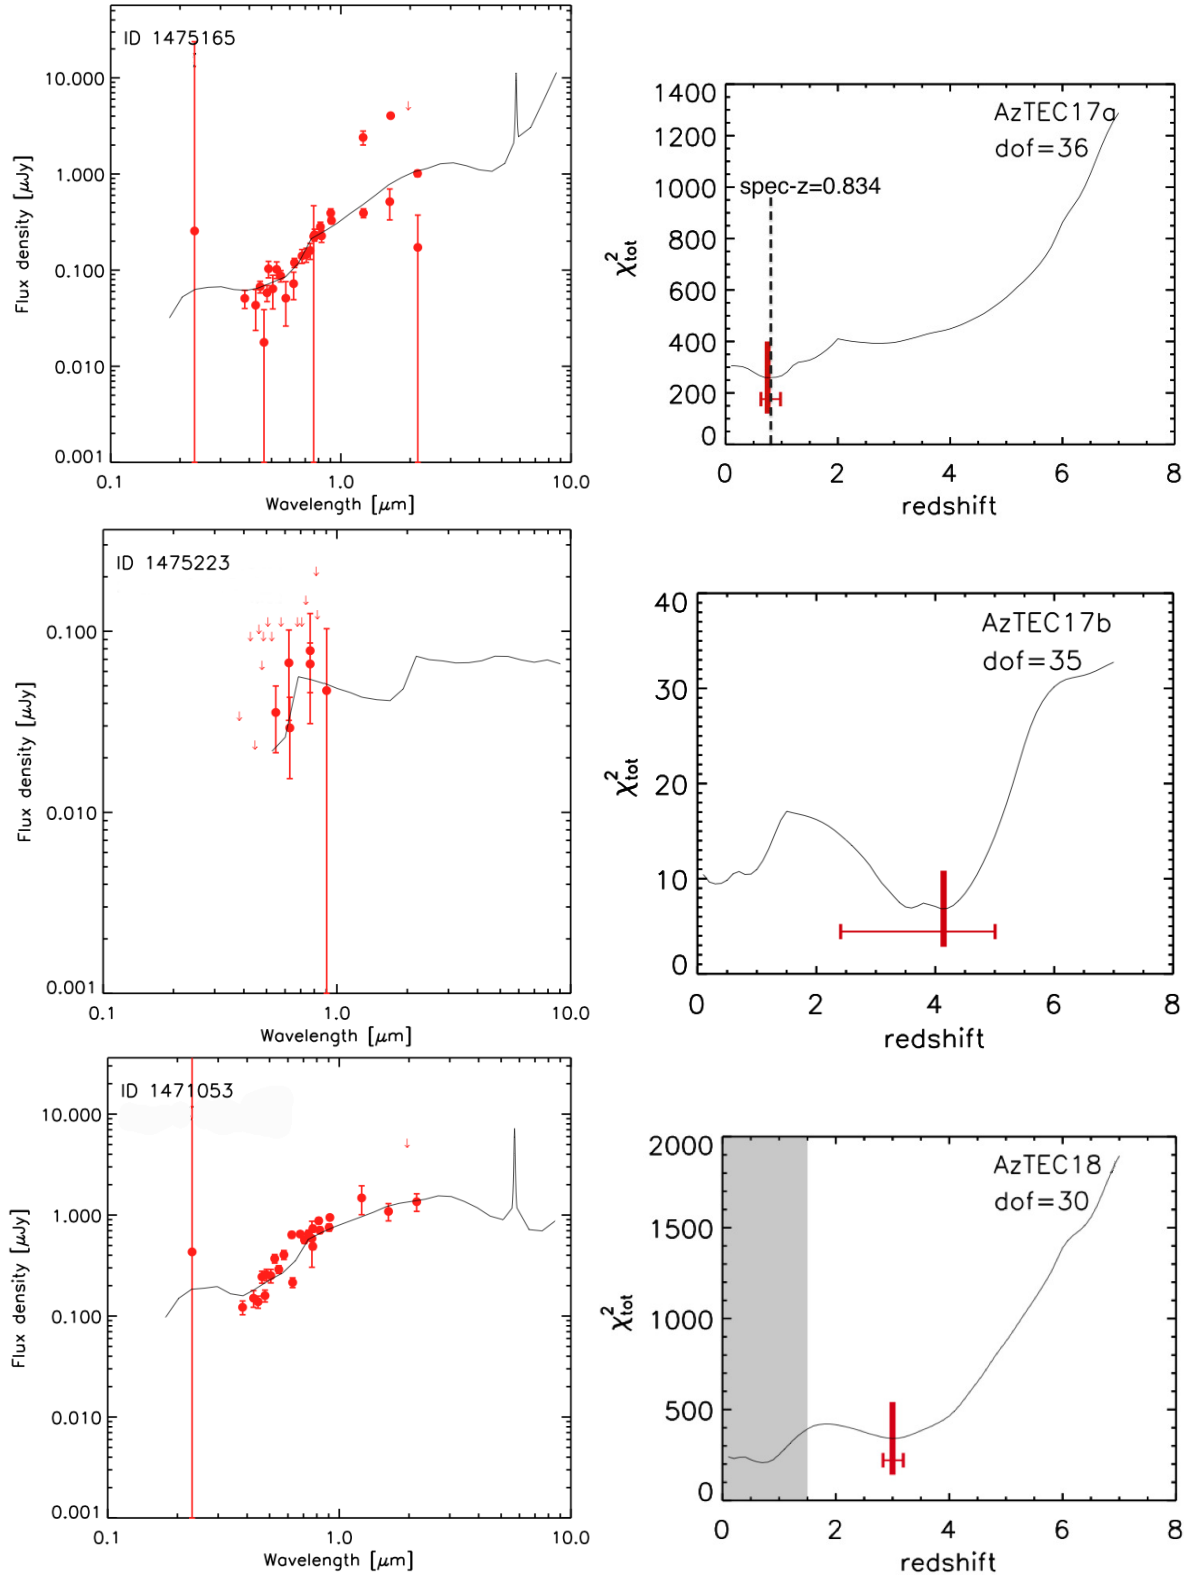 ID 1475165
10.000
1.000
0.100
0.010
0.001
0.1
1.0
10.0
Wavelength [μm]
Flux density [μJy]
1400
1200
1000
800
600
400
200
0
AzTEC17a
dof=36
spec-z=0.834
χ²tot
0
2
4
6
8
redshift
ID 1475223
0.100
0.010
0.001
0.1
1.0
10.0
Wavelength [μm]
Flux density [μJy]
40
30
20
10
0
AzTEC17b
dof=35
χ²tot
0
2
4
6
8
redshift
ID 1471053
10.000
1.000
0.100
0.010
0.001
0.1
1.0
10.0
Wavelength [μm]
Flux density [μJy]
2000
1500
1000
500
0
AzTEC18
dof=30
χ²tot
0
2
4
6
8
redshift